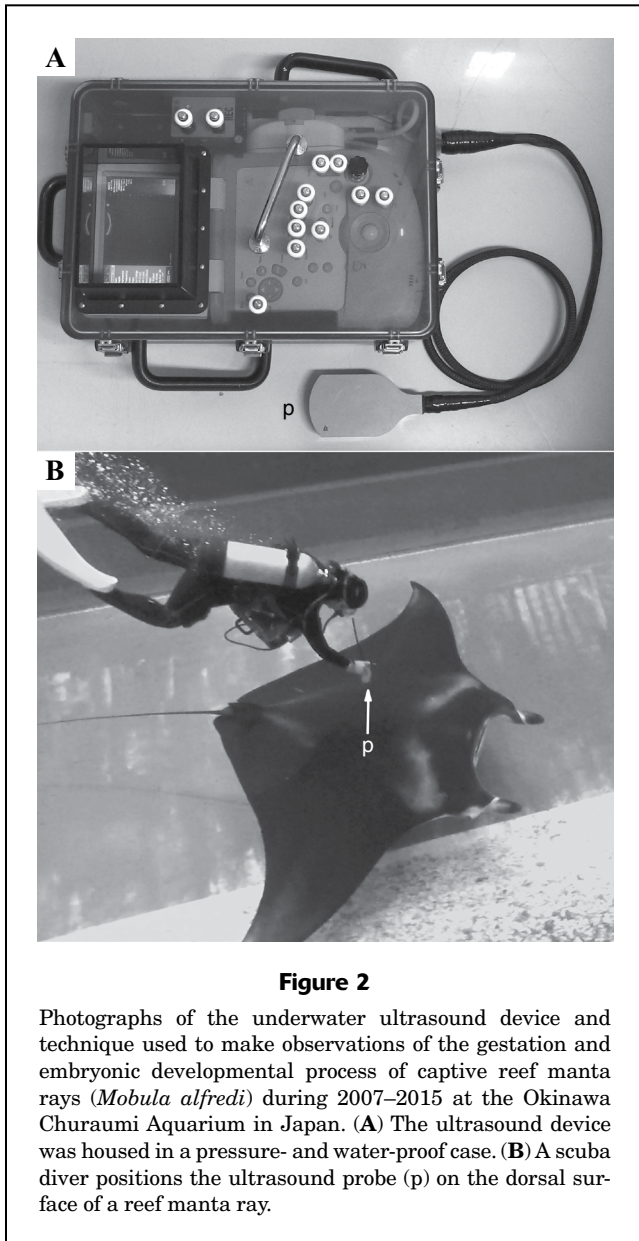 A
p
B
p
Figure 2
Photographs of the underwater ultrasound device and
technique used to make observations of the gestation and
embryonic developmental process of captive reef manta
rays (Mobula alfredi) during 2007–2015 at the Okinawa
Churaumi Aquarium in Japan. (A) The ultrasound device
was housed in a pressure- and water-proof case. (B) A scuba
diver positions the ultrasound probe (p) on the dorsal sur-
face of a reef manta ray.